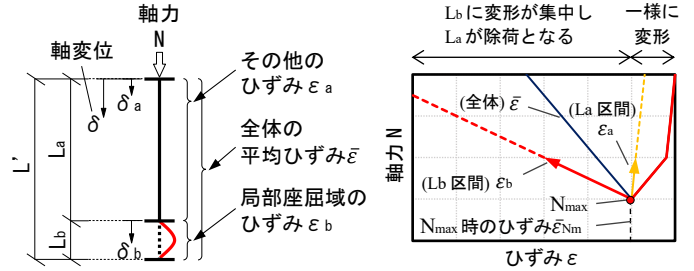 軸力
N
軸変位
δ
δa
L'
La
Lb
δb
その他の
ひずみ εa
全体の
平均ひずみε̄
局部座屈域の
ひずみ εb
Lbに変形が集中し
Laが除荷となる
一様に
変形
軸力 N
(全体) ε̄
(La 区間)
εa
(Lb 区間) εb
Nmax
Nmax 時のひずみε̄Nm
ひずみ ε